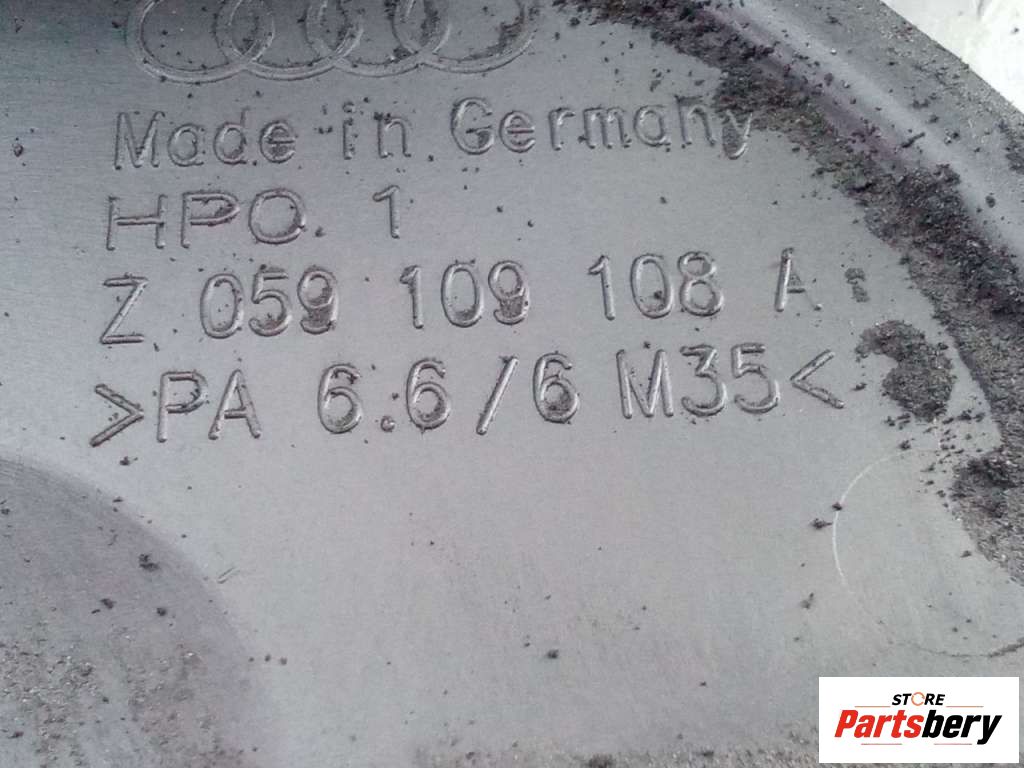 Made in Germany
HPO. 1
Z 059 109 108 A
>PA 6.6/6 M35<
STORE
Partsbery